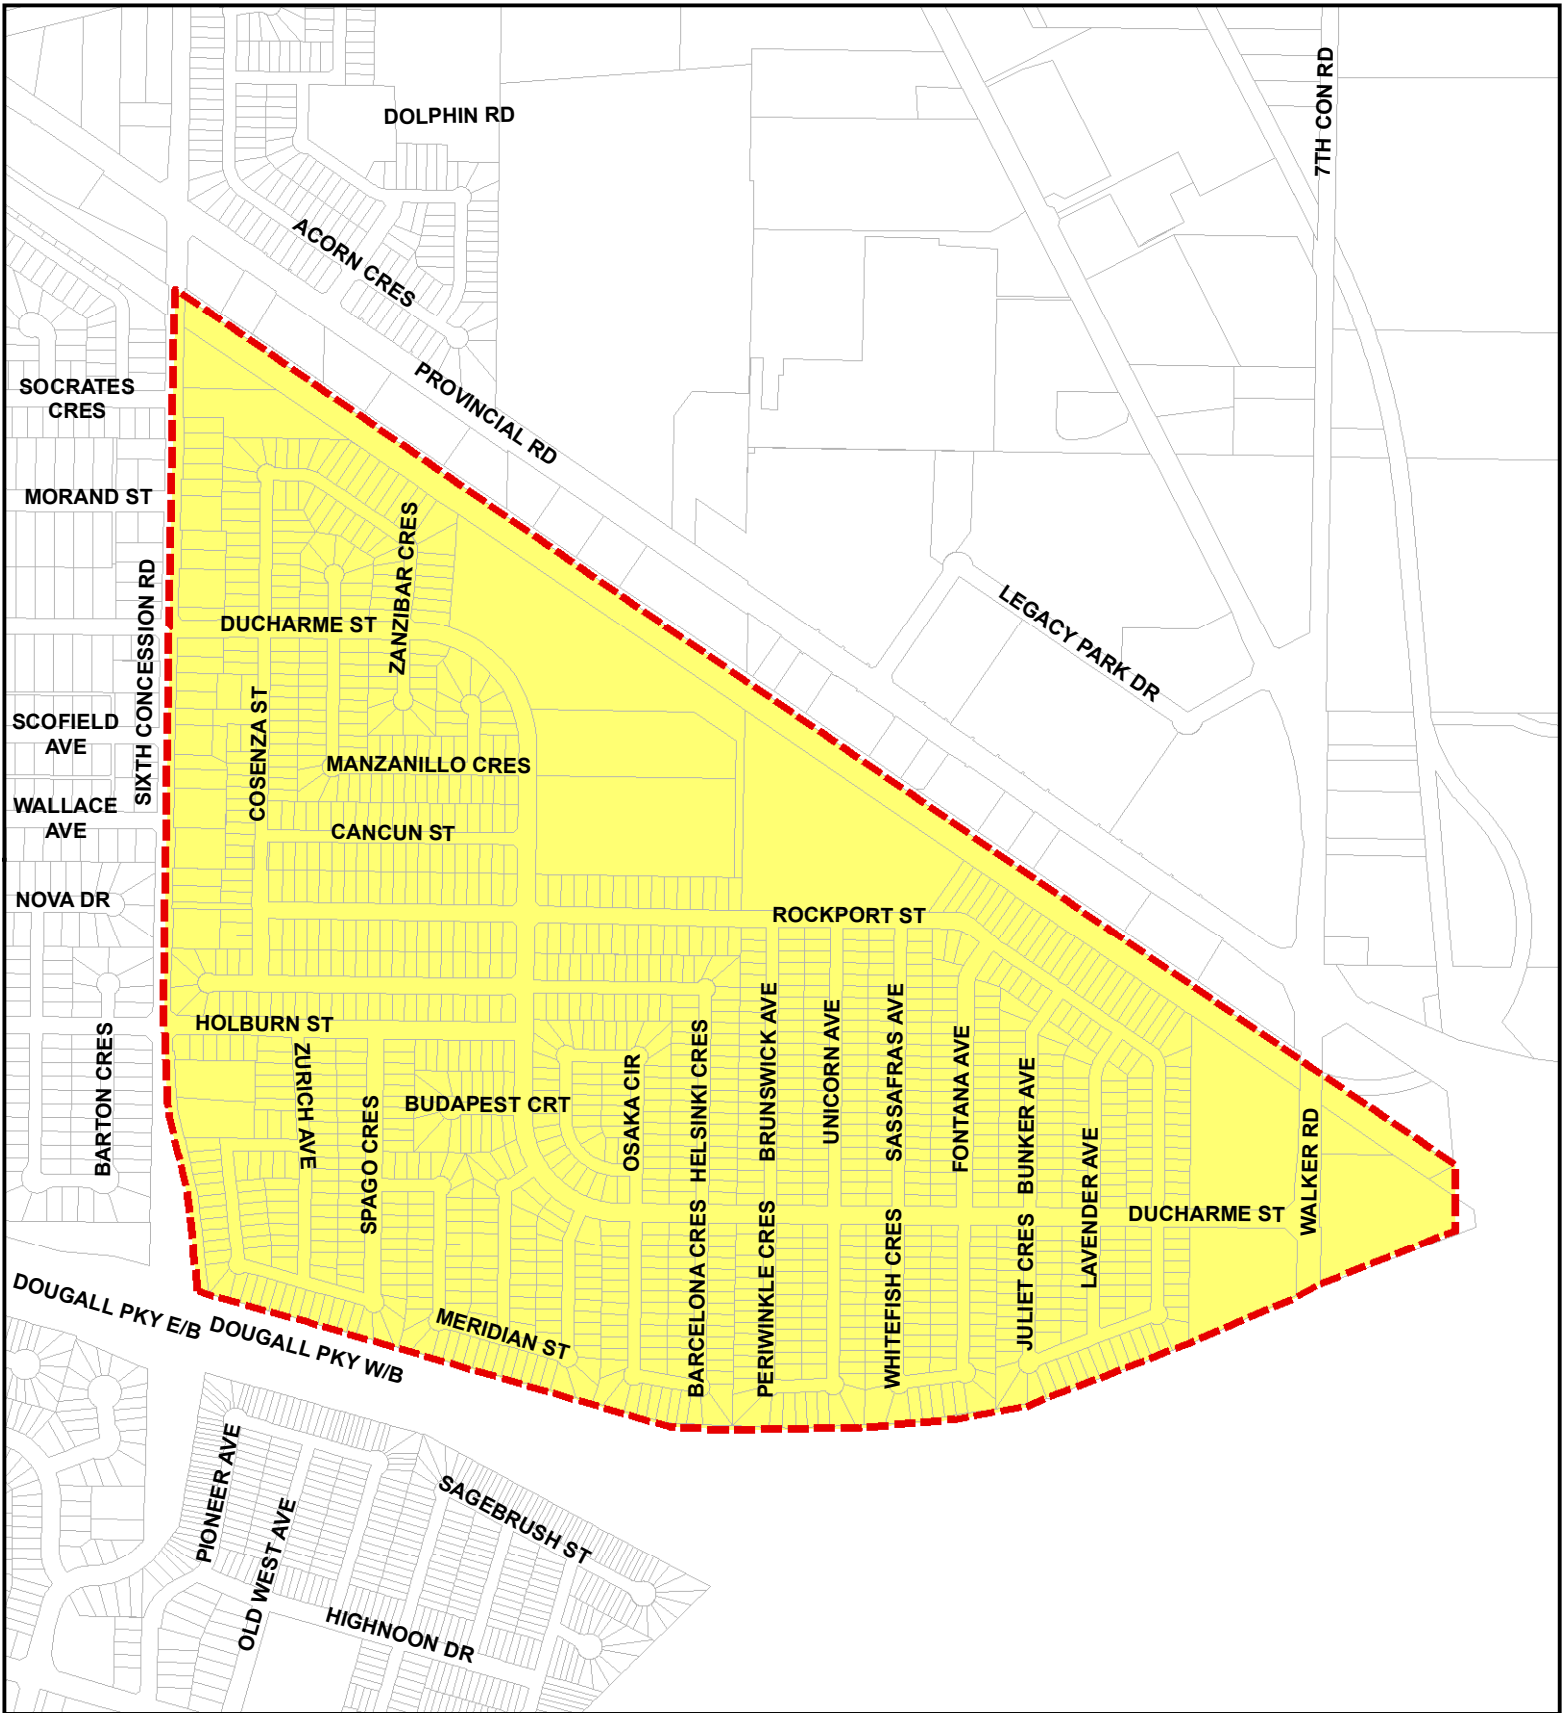 DOLPHIN RD
7TH CON RD
ACORN CRES
PROVINCIAL RD
SOCRATES
CRES
MORAND ST
ZANZIBAR CRES
SIXTH CONCESSION RD
DUCHARME ST
LEGACY PARK DR
COSENZA ST
SCOFIELD
AVE
MANZANILLO CRES
WALLACE
AVE
CANCUN ST
NOVA DR
ROCKPORT ST
HOLBURN ST
BARTON CRES
ZURICH AVE
SPAGO CRES
BUDAPEST CRT
OSAKA CIR
HELSINKI CRES
BRUNSWICK AVE
UNICORN AVE
SASSAFRAS AVE
FONTANA AVE
BUNKER AVE
LAVENDER AVE
WALKER RD
DUCHARME ST
BARCELONA CRES
PERIWINKLE CRES
WHITEFISH CRES
JULIET CRES
DOUGALL PKY E/B
DOUGALL PKY W/B
MERIDIAN ST
PIONEER AVE
OLD WEST AVE
SAGEBRUSH ST
HIGHNOON DR